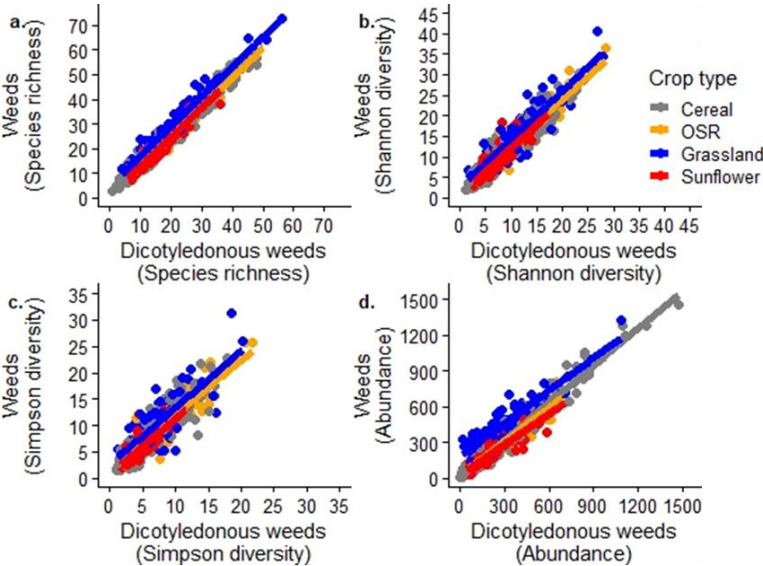 a.
Weeds
(Species richness)
70
60
50
40
30
20
10
0
0 10 20 30 40 50 60 70
Dicotyledonous weeds
(Species richness)
b.
Weeds
(Shannon diversity)
45
40
35
30
25
20
15
10
5
0
0 5 10 15 20 25 30 35 40 45
Dicotyledonous weeds
(Shannon diversity)
Crop type
Cereal
OSR
Grassland
Sunflower
c.
Weeds
(Simpson diversity)
35
30
25
20
15
10
5
0
0 5 10 15 20 25 30 35
Dicotyledonous weeds
(Simpson diversity)
d.
Weeds
(Abundance)
1500
1200
900
600
300
0
0 300 600 900 1200 1500
Dicotyledonous weeds
(Abundance)